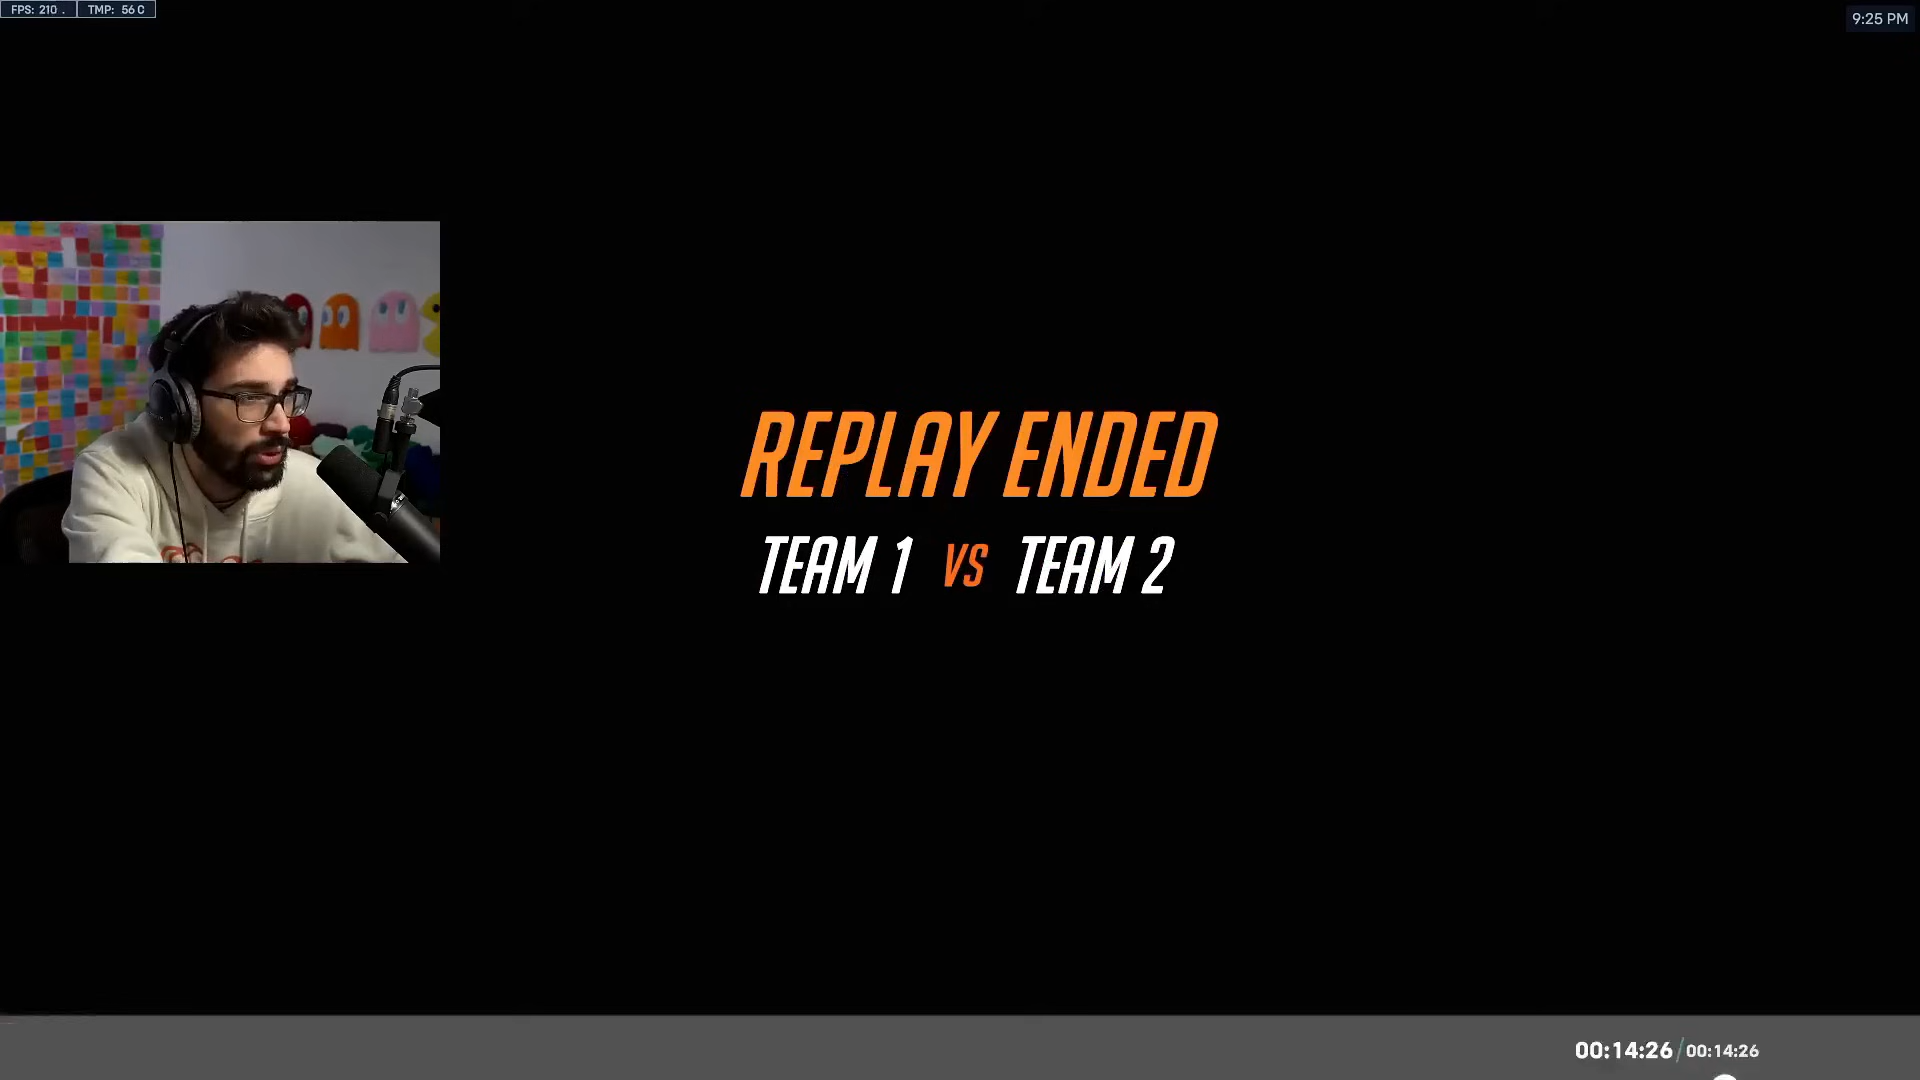 FPS: 210 . TMP: 56 C
9:25 PM
REPLAY ENDED
TEAM 1 VS TEAM 2
00:14:26/00:14:26